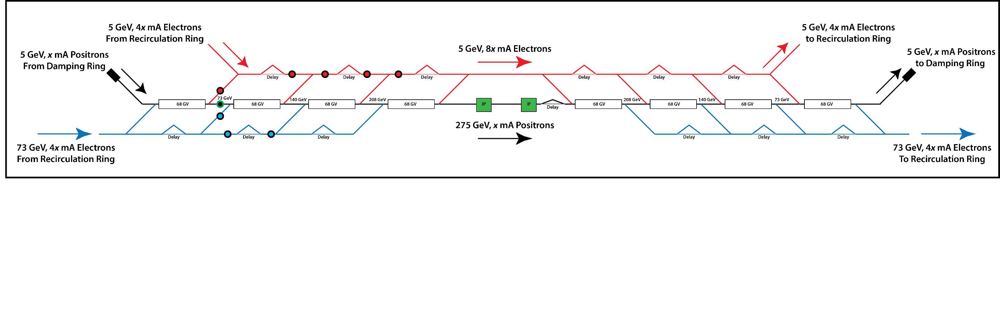 5 GeV, 4x mA Electrons
From Recirculation Ring
5 GeV, x mA Positrons
From Damping Ring
5 GeV, 8x mA Electrons
5 GeV, 4x mA Electrons
to Recirculation Ring
5 GeV, x mA Positrons
to Damping Ring
Delay
Delay
Delay
Delay
Delay
Delay
73 GeV
140 GeV
208 GeV
208 GeV
140 GeV
73 GeV
68 GV
68 GV
68 GV
68 GV
IP
IP
Delay
68 GV
68 GV
68 GV
68 GV
275 GeV, x mA Positrons
Delay
Delay
Delay
Delay
Delay
Delay
73 GeV, 4x mA Electrons
From Recirculation Ring
73 GeV, 4x mA Electrons
To Recirculation Ring